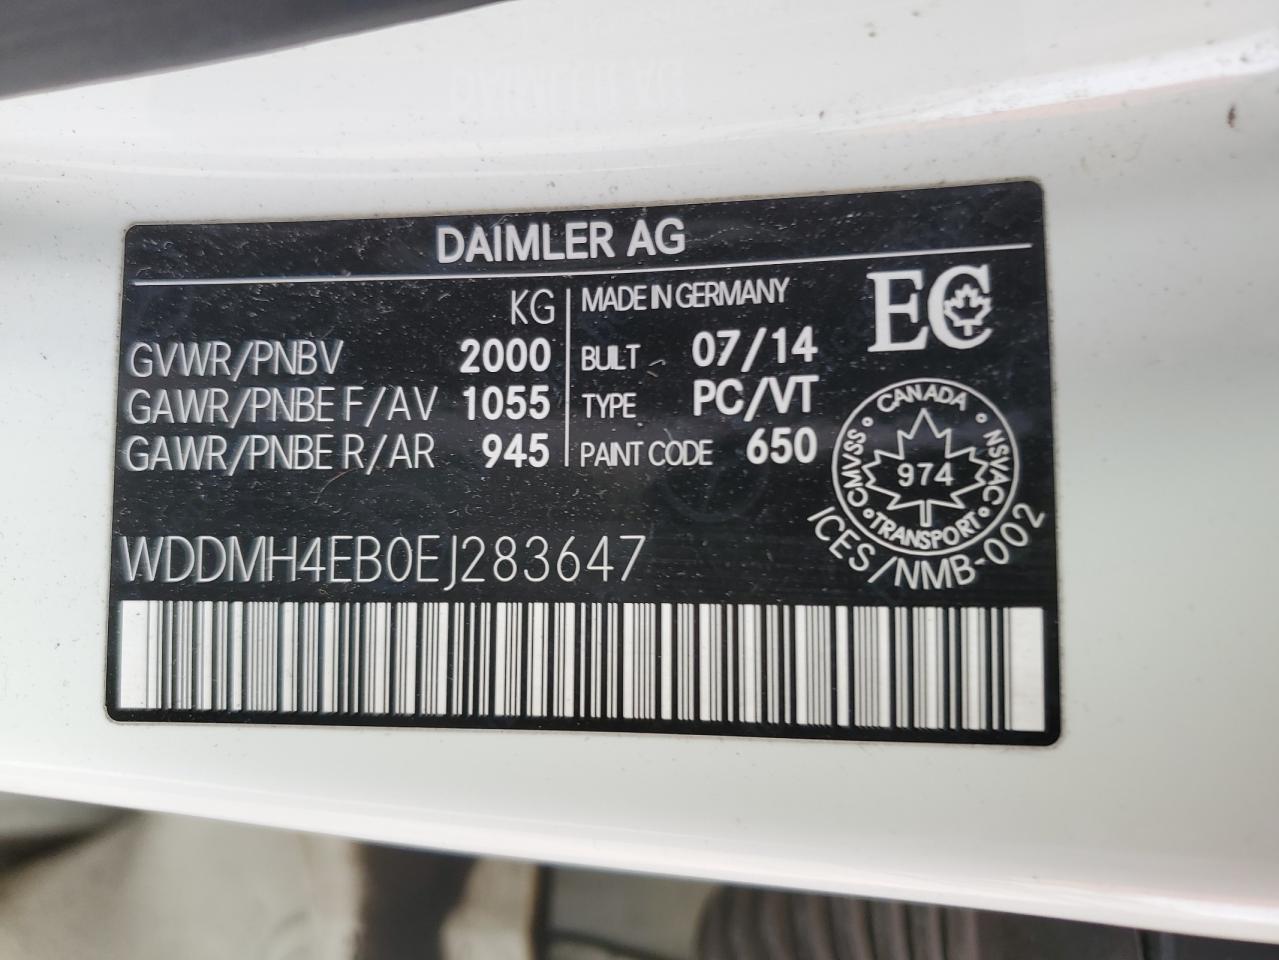 DAIMLER AG
KG
GVWR/PNBV 2000
GAWR/PNBE F/AV 1055
GAWR/PNBE R/AR 945
MADE IN GERMANY
BUILT 07/14
TYPE PC/VT
PAINT CODE 650
EC
CANADA
CMVSS
974
NSVAC
TRANSPORT
ICES/NMB-002
WDDMH4EB0EJ283647